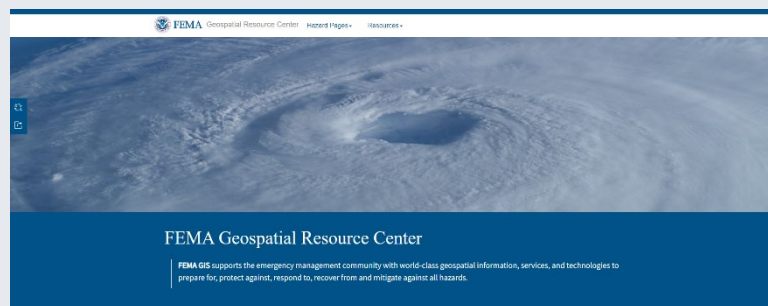 FEMA Geospatial Resource Center Hazard Pages Resources
FEMA Geospatial Resource Center
FEMA GIS supports the emergency management community with world-class geospatial information, services, and technologies to
prepare for, protect against, respond to, recover from and mitigate against all hazards.